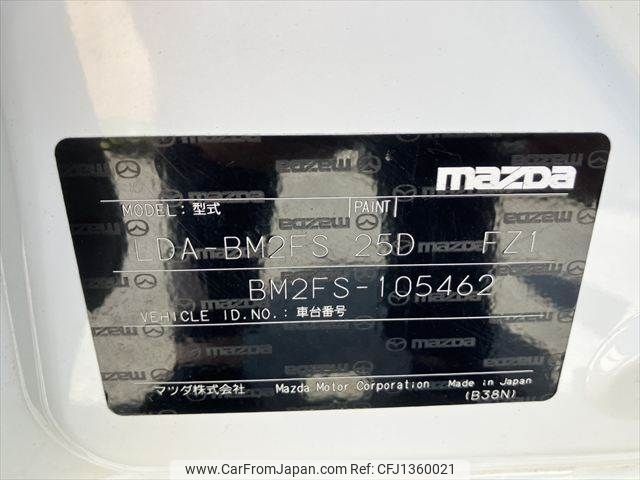 mazda
MODEL: 型式 PAINT
LDA-BM2FS 25D FZ1
BM2FS-105462
VEHICLE ID.NO.: 車台番号
マツダ株式会社 Mazda Motor Corporation Made in Japan
(B38N)
© www.CarFromJapan.com - CFJ1360021